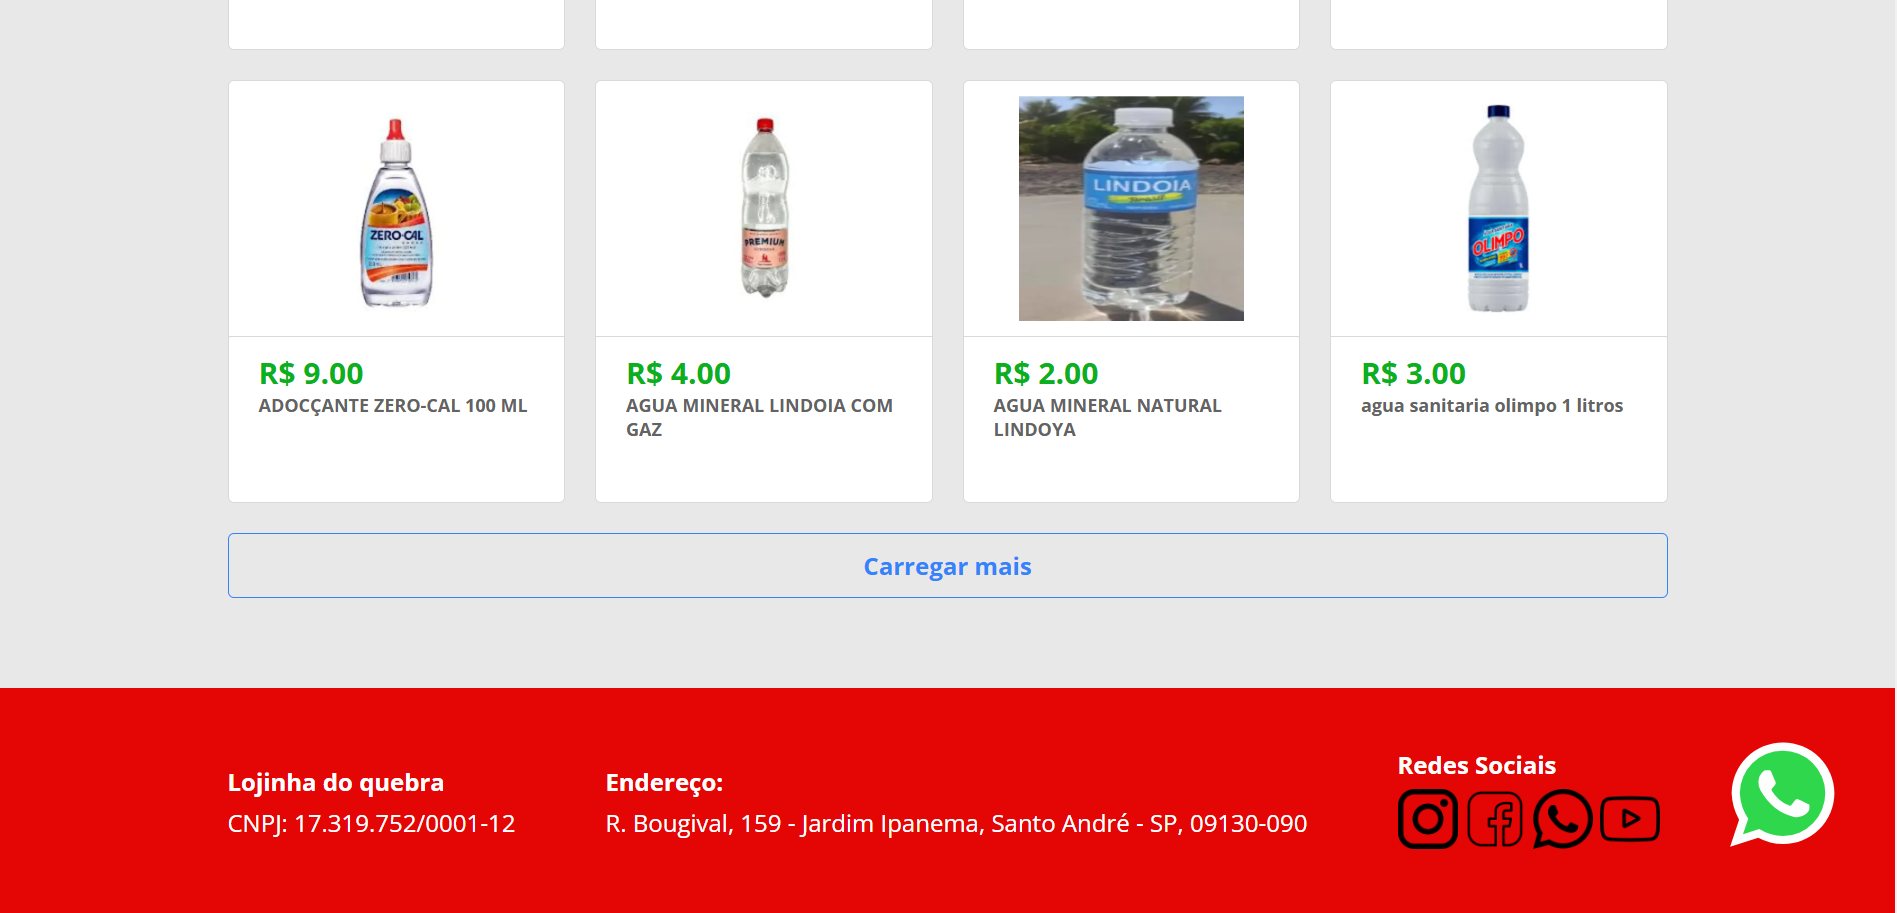 ZERO-CAL
PREMIUM
LINDOIA
OLIMPO
R$ 9.00
ADOCÇANTE ZERO-CAL 100 ML
R$ 4.00
AGUA MINERAL LINDOIA COM
GAZ
R$ 2.00
AGUA MINERAL NATURAL
LINDOYA
R$ 3.00
agua sanitaria olimpo 1 litros
Carregar mais
Lojinha do quebra
CNPJ: 17.319.752/0001-12
Endereço:
R. Bougival, 159 - Jardim Ipanema, Santo André - SP, 09130-090
Redes Sociais